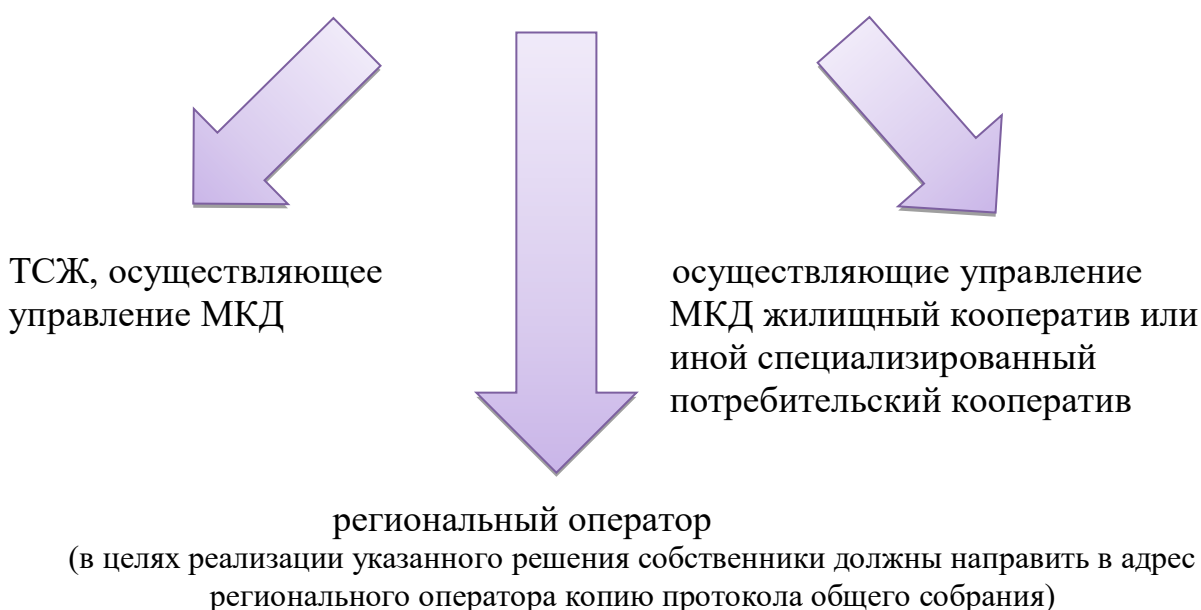 ТСЖ, осуществляющее
управление МКД
осуществляющие управление
МКД жилищный кооператив или
иной специализированный
потребительский кооператив
региональный оператор
(в целях реализации указанного решения собственники должны направить в адрес
регионального оператора копию протокола общего собрания)